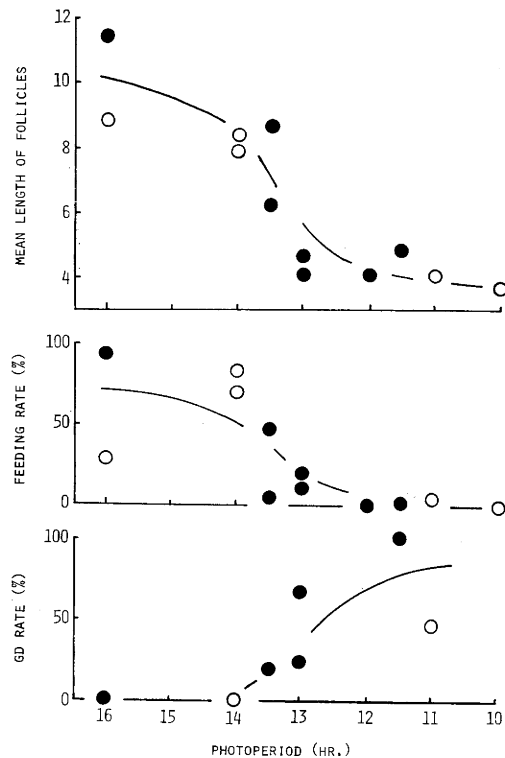 12
10
8
6
4
MEAN LENGTH OF FOLLICLES
100
50
0
FEEDING RATE (%)
100
50
0
GD RATE (%)
16 15 14 13 12 11 10
PHOTOPERIOD (HR.)